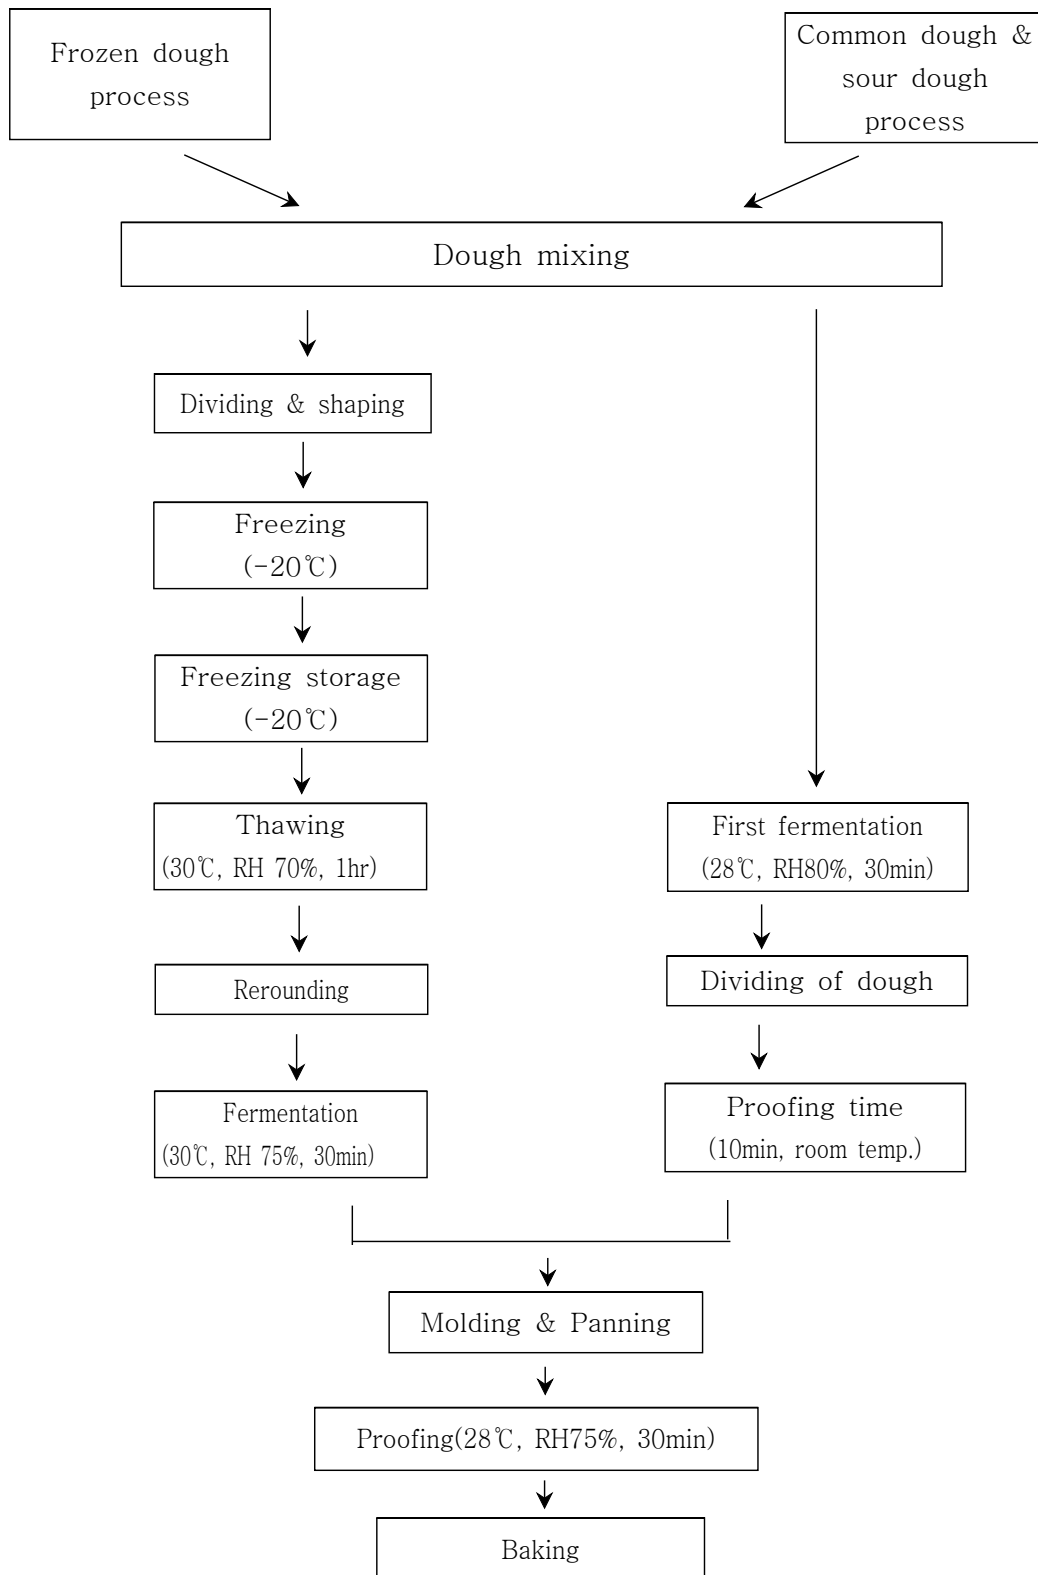 Frozen dough
process
Common dough &
sour dough
process
Dough mixing
Dividing & shaping
Freezing
(-20℃)
Freezing storage
(-20℃)
Thawing
(30℃, RH 70%, 1hr)
Rerounding
Fermentation
(30℃, RH 75%, 30min)
First fermentation
(28℃, RH80%, 30min)
Dividing of dough
Proofing time
(10min, room temp.)
Molding & Panning
Proofing(28℃, RH75%, 30min)
Baking